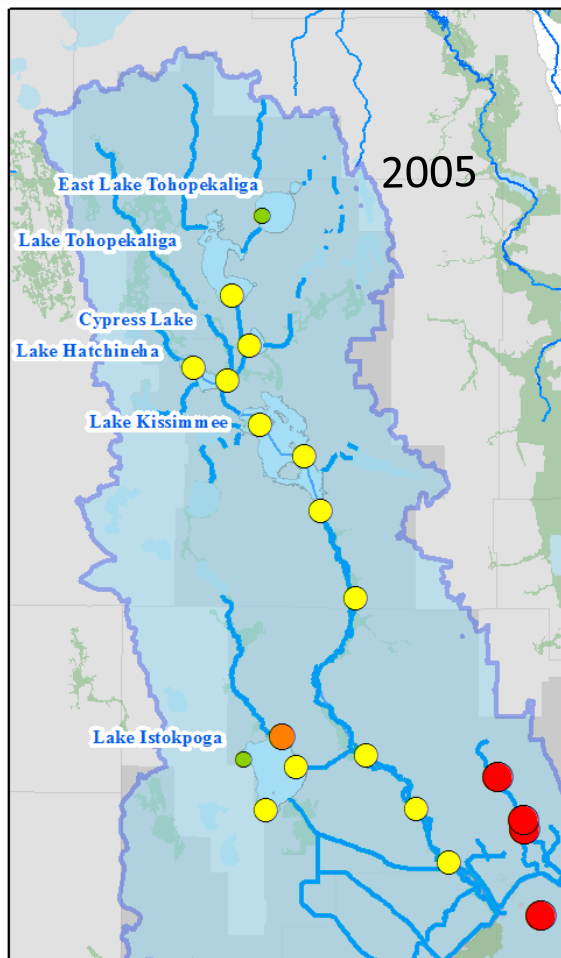 2005
East Lake Tohopekaliga
Lake Tohopekaliga
Cypress Lake
Lake Hatchineha
Lake Kissimmee
Lake Istokpoga